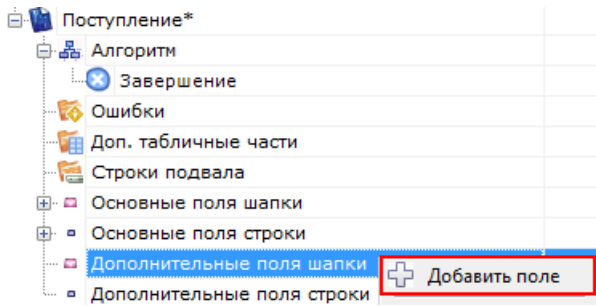 Поступление*
Алгоритм
Завершение
Ошибки
Доп. табличные части
Строки подвала
Основные поля шапки
Основные поля строки
Дополнительные поля шапки
Добавить поле
Дополнительные поля строки